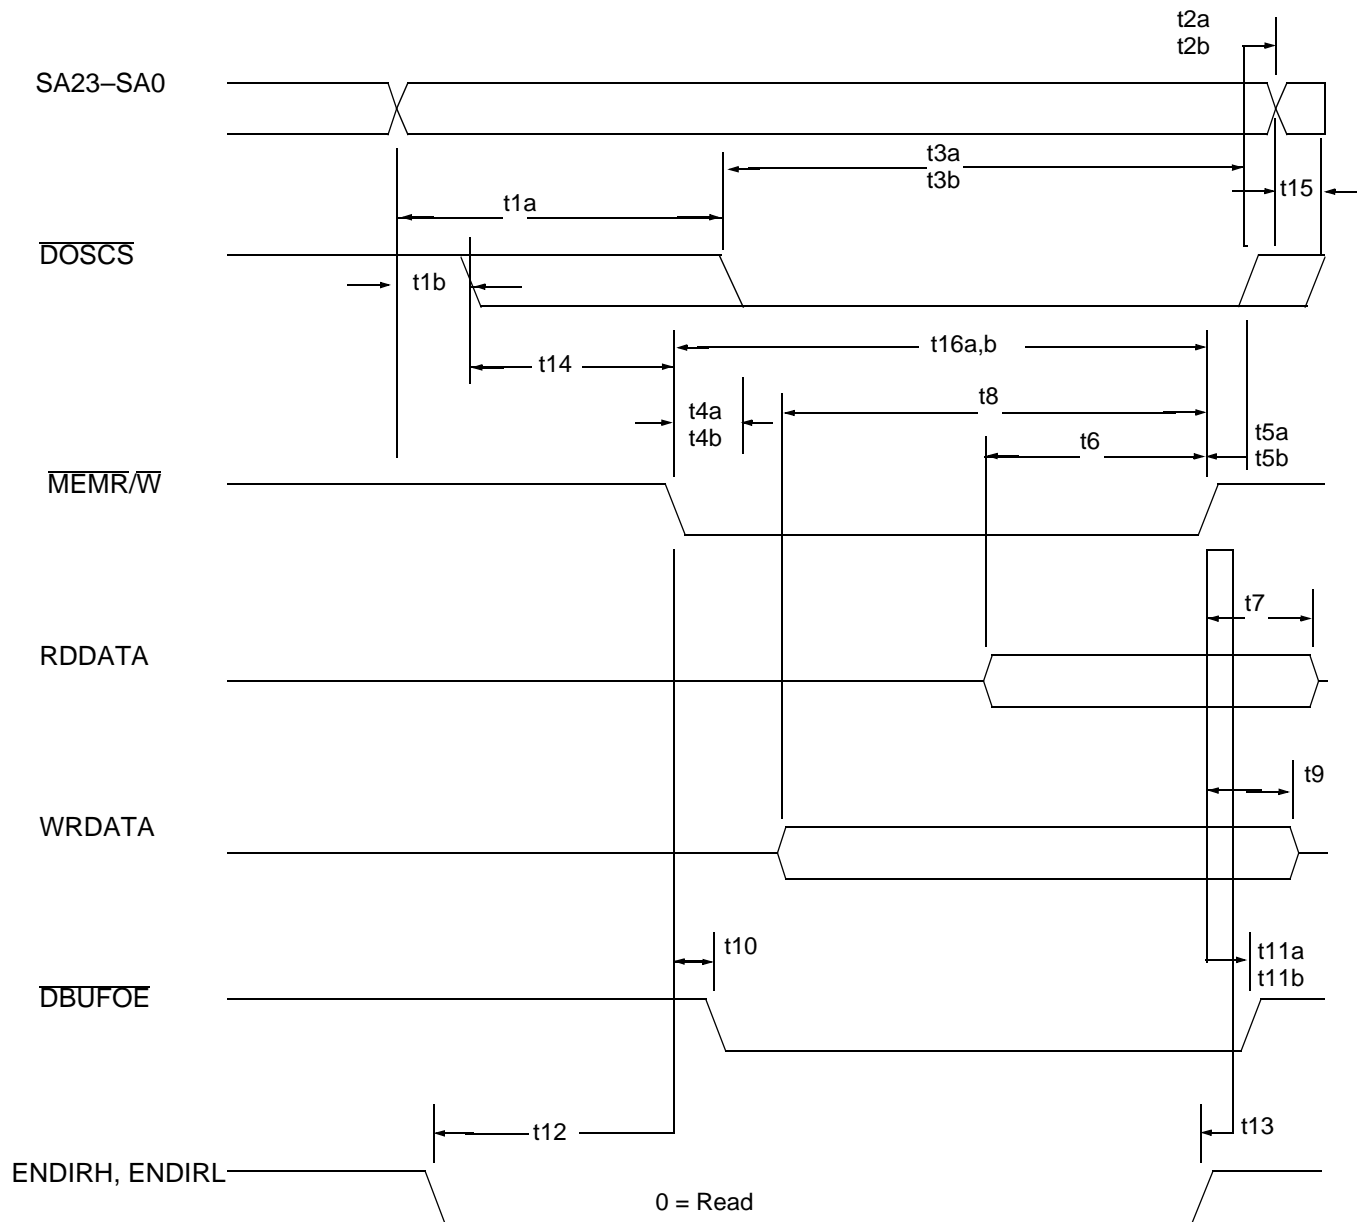 t2a
t2b
SA23–SA0
t3a
t3b
t15
t1a
DOSCS
t1b
t16a,b
t14
t8
t4a
t4b
t6
t5a
t5b
MEMR/W
t7
RDDATA
t9
WRDATA
t10
t11a
t11b
DBUFOE
t12
t13
ENDIRH, ENDIRL
0 = Read